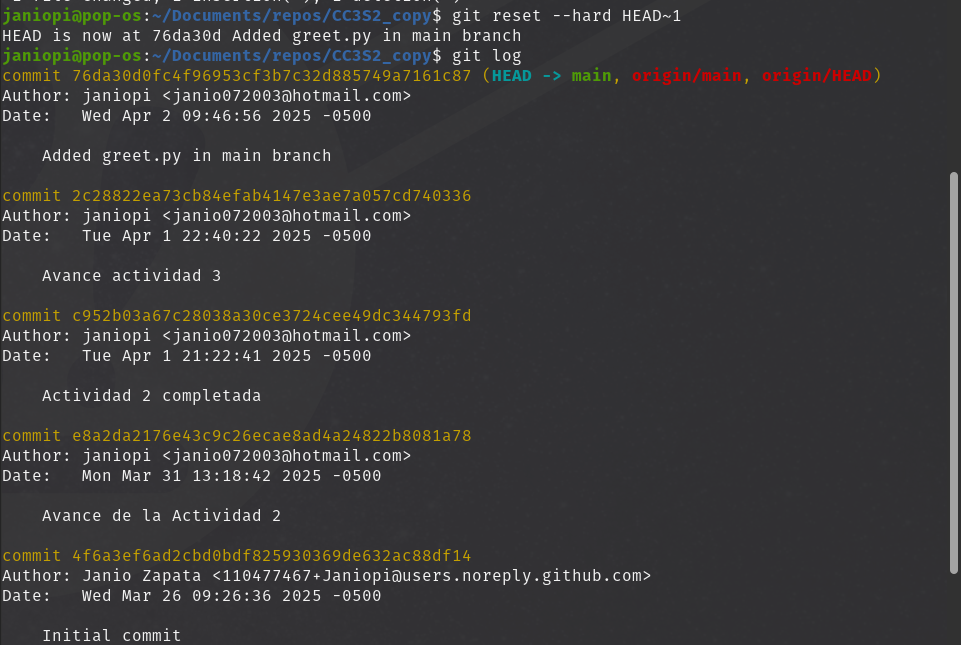 janiopi@pop-os:~/Documents/repos/CC3S2_copy$ git reset --hard HEAD~1
HEAD is now at 76da30d Added greet.py in main branch
janiopi@pop-os:~/Documents/repos/CC3S2_copy$ git log
commit 76da30d0fc4f96953cf3b7c32d885749a7161c87 (HEAD -> main, origin/main, origin/HEAD)
Author: janiopi <janio072003@hotmail.com>
Date:   Wed Apr 2 09:46:56 2025 -0500
    Added greet.py in main branch
commit 2c28822ea73cb84efab4147e3ae7a057cd740336
Author: janiopi <janio072003@hotmail.com>
Date:   Tue Apr 1 22:40:22 2025 -0500
    Avance actividad 3
commit c952b03a67c28038a30ce3724cee49dc344793fd
Author: janiopi <janio072003@hotmail.com>
Date:   Tue Apr 1 21:22:41 2025 -0500
    Actividad 2 completada
commit e8a2da2176e43c9c26ecae8ad4a24822b8081a78
Author: janiopi <janio072003@hotmail.com>
Date:   Mon Mar 31 13:18:42 2025 -0500
    Avance de la Actividad 2
commit 4f6a3ef6ad2cbd0bdf825930369de632ac88df14
Author: Janio Zapata <110477467+Janiopi@users.noreply.github.com>
Date:   Wed Mar 26 09:26:36 2025 -0500
    Initial commit